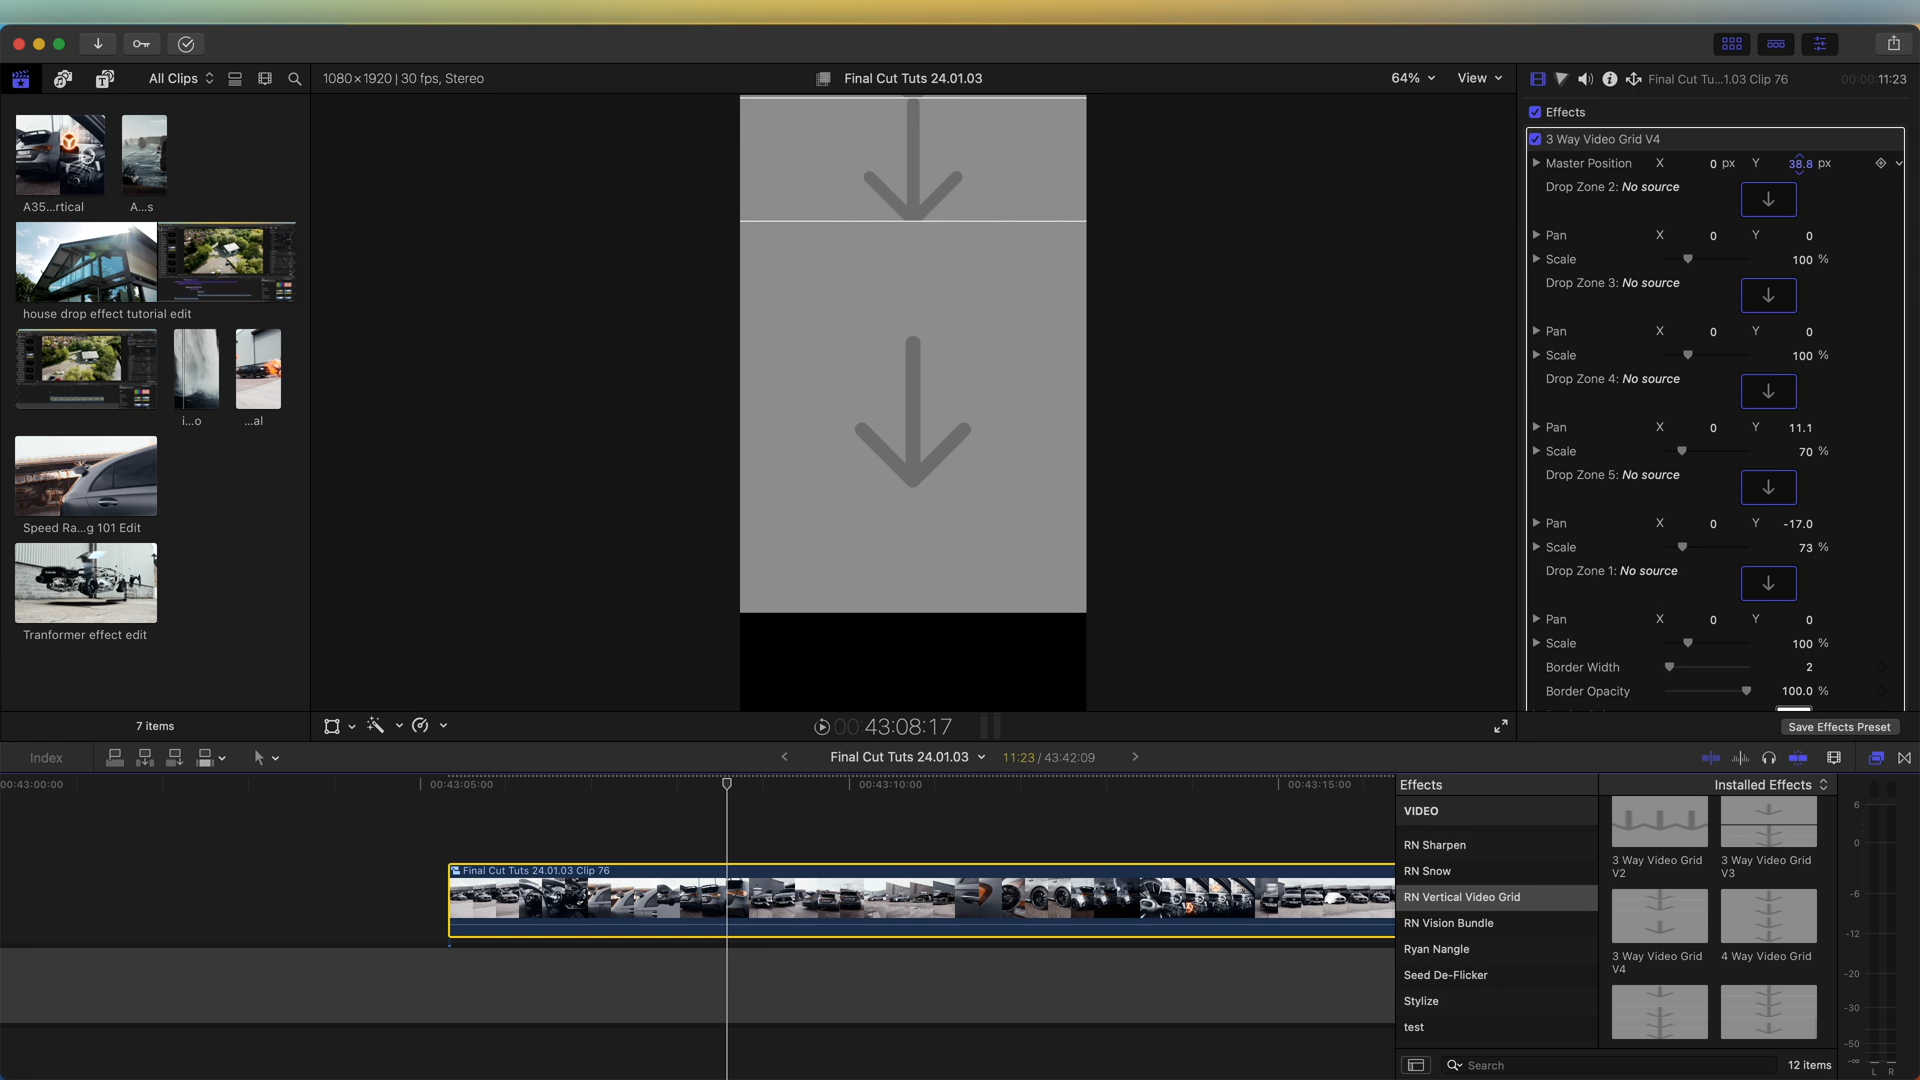 All Clips
1080×1920 | 30 fps, Stereo
Final Cut Tuts 24.01.03
64%
View
Final Cut Tu...1.03 Clip 76
00:00:11:23
A35...rtical
A...s
house drop effect tutorial edit
i...o
...al
Speed Ra...g 101 Edit
Tranformer effect edit
7 items
Effects
3 Way Video Grid V4
Master Position X 0 px Y 38.8 px
Drop Zone 2: No source
Pan X 0 Y 0
Scale 100 %
Drop Zone 3: No source
Pan X 0 Y 0
Scale 100 %
Drop Zone 4: No source
Pan X 0 Y 11.1
Scale 70 %
Drop Zone 5: No source
Pan X 0 Y -17.0
Scale 73 %
Drop Zone 1: No source
Pan X 0 Y 0
Scale 100 %
Border Width 2
Border Opacity 100.0 %
Save Effects Preset
00:43:08:17
Index
Final Cut Tuts 24.01.03
11:23 / 43:42:09
00:43:00:00
00:43:05:00
00:43:10:00
00:43:15:00
Final Cut Tuts 24.01.03 Clip 76
Effects
Installed Effects
VIDEO
RN Sharpen
RN Snow
RN Vertical Video Grid
RN Vision Bundle
Ryan Nangle
Seed De-Flicker
Stylize
test
3 Way Video Grid
V2
3 Way Video Grid
V3
3 Way Video Grid
V4
4 Way Video Grid
Search
12 items
6
0
-6
-12
-20
-30
-50
-∞
L R